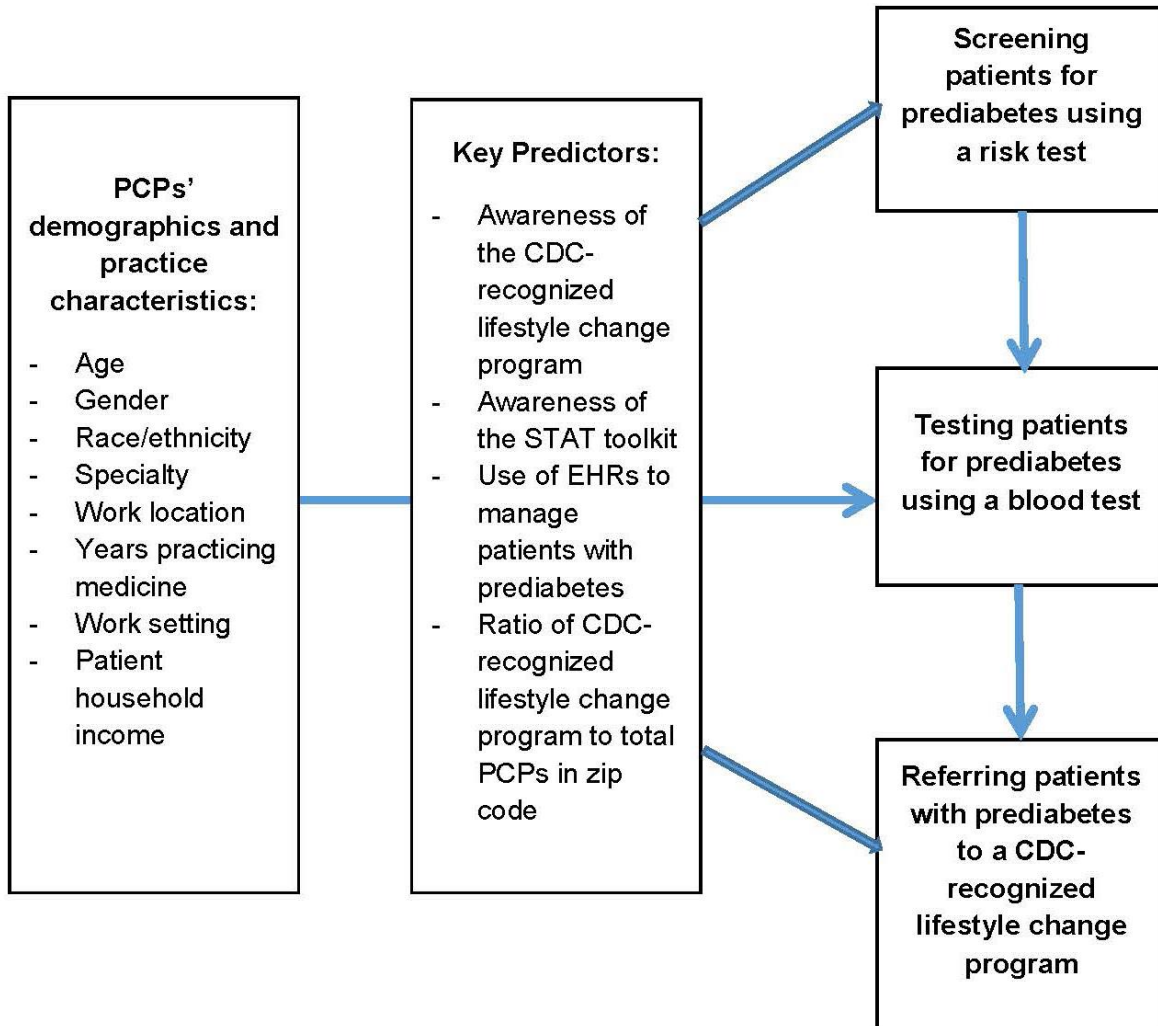 PCPs’
demographics and
practice
characteristics:
- Age
- Gender
- Race/ethnicity
- Specialty
- Work location
- Years practicing
medicine
- Work setting
- Patient
household
income
Key Predictors:
- Awareness of
the CDC-
recognized
lifestyle change
program
- Awareness of
the STAT toolkit
- Use of EHRs to
manage
patients with
prediabetes
- Ratio of CDC-
recognized
lifestyle change
program to total
PCPs in zip
code
Screening
patients for
prediabetes using
a risk test
Testing patients
for prediabetes
using a blood test
Referring patients
with prediabetes
to a CDC-
recognized
lifestyle change
program